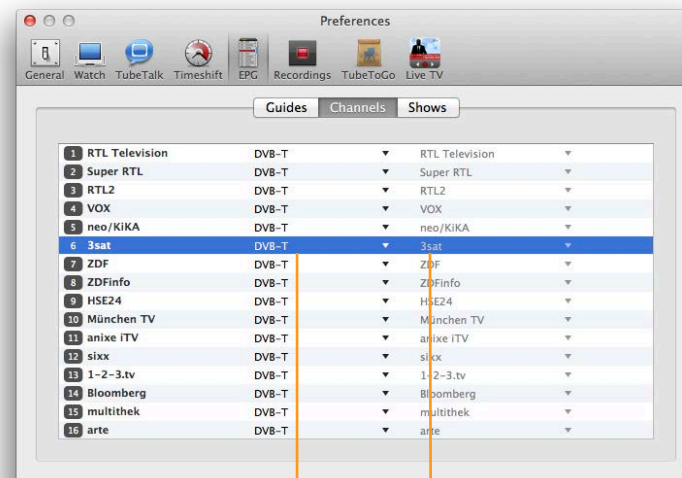 Preferences
General Watch TubeTalk Timeshift EPG Recordings TubeToGo Live TV
Guides Channels Shows
1 RTL Television DVB-T RTL Television
2 Super RTL DVB-T Super RTL
3 RTL2 DVB-T RTL2
4 VOX DVB-T VOX
5 neo/KiKA DVB-T neo/KiKA
6 3sat DVB-T 3sat
7 ZDF DVB-T ZDF
8 ZDFinfo DVB-T ZDFinfo
9 HSE24 DVB-T HSE24
10 München TV DVB-T München TV
11 anixe iTV DVB-T anixe iTV
12 sixx DVB-T sixx
13 1-2-3.tv DVB-T 1-2-3.tv
14 Bloomberg DVB-T Bloomberg
15 multithek DVB-T multithek
16 arte DVB-T arte